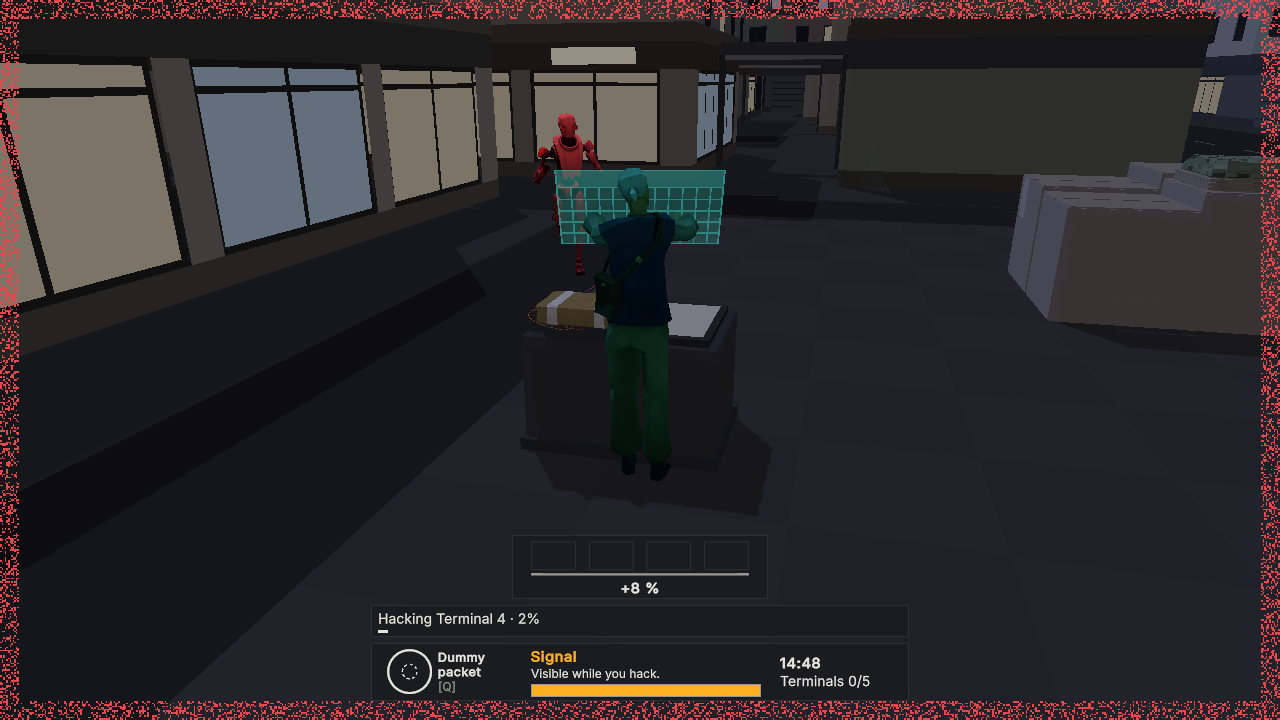 +8 %
Hacking Terminal 4 · 2%
Dummy
packet
[Q]
Signal
Visible while you hack.
14:48
Terminals 0/5